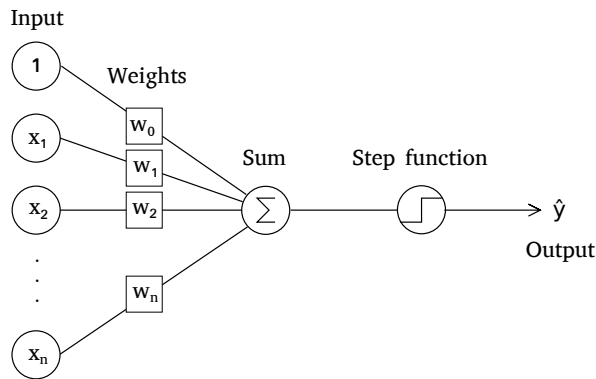 Input
1
Weights
w₀
x₁
w₁
Sum
Step function
x₂
w₂
∑
ŷ
Output
.
.
.
wₙ
xₙ